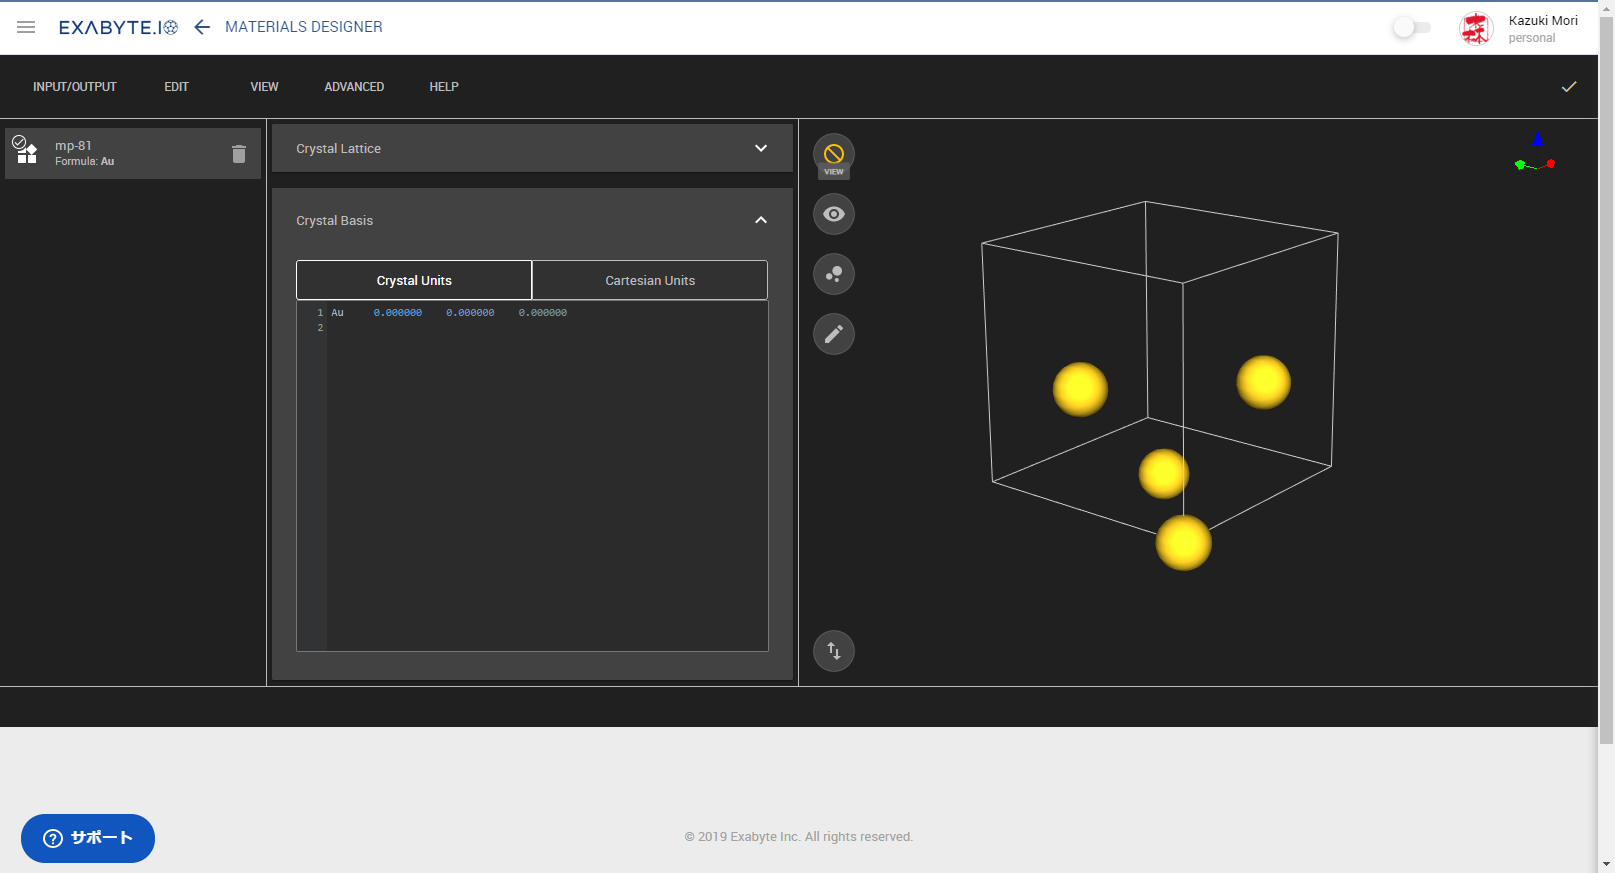 EXABYTE.IO
MATERIALS DESIGNER
Kazuki Mori
personal
INPUT/OUTPUT EDIT VIEW ADVANCED HELP
mp-81
Formula: Au
Crystal Lattice
Crystal Basis
Crystal Units Cartesian Units
1 Au 0.000000 0.000000 0.000000
2
VIEW
サポート
© 2019 Exabyte Inc. All rights reserved.